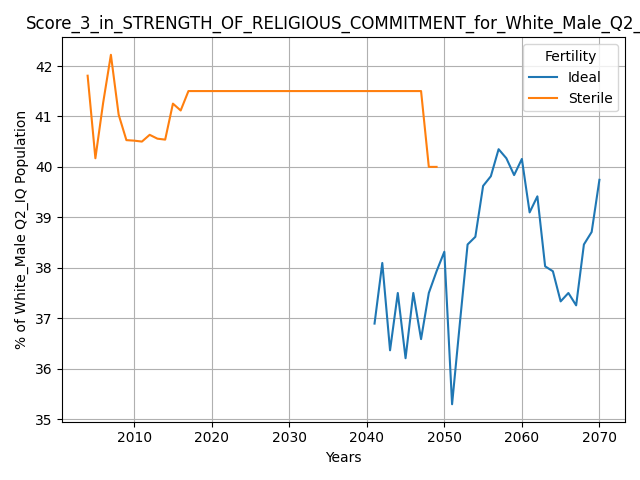 Score_3_in_STRENGTH_OF_RELIGIOUS_COMMITMENT_for_White_Male_Q2_
Fertility
Ideal
Sterile
% of White_Male Q2_IQ Population
42
41
40
39
38
37
36
35
2010 2020 2030 2040 2050 2060 2070
Years